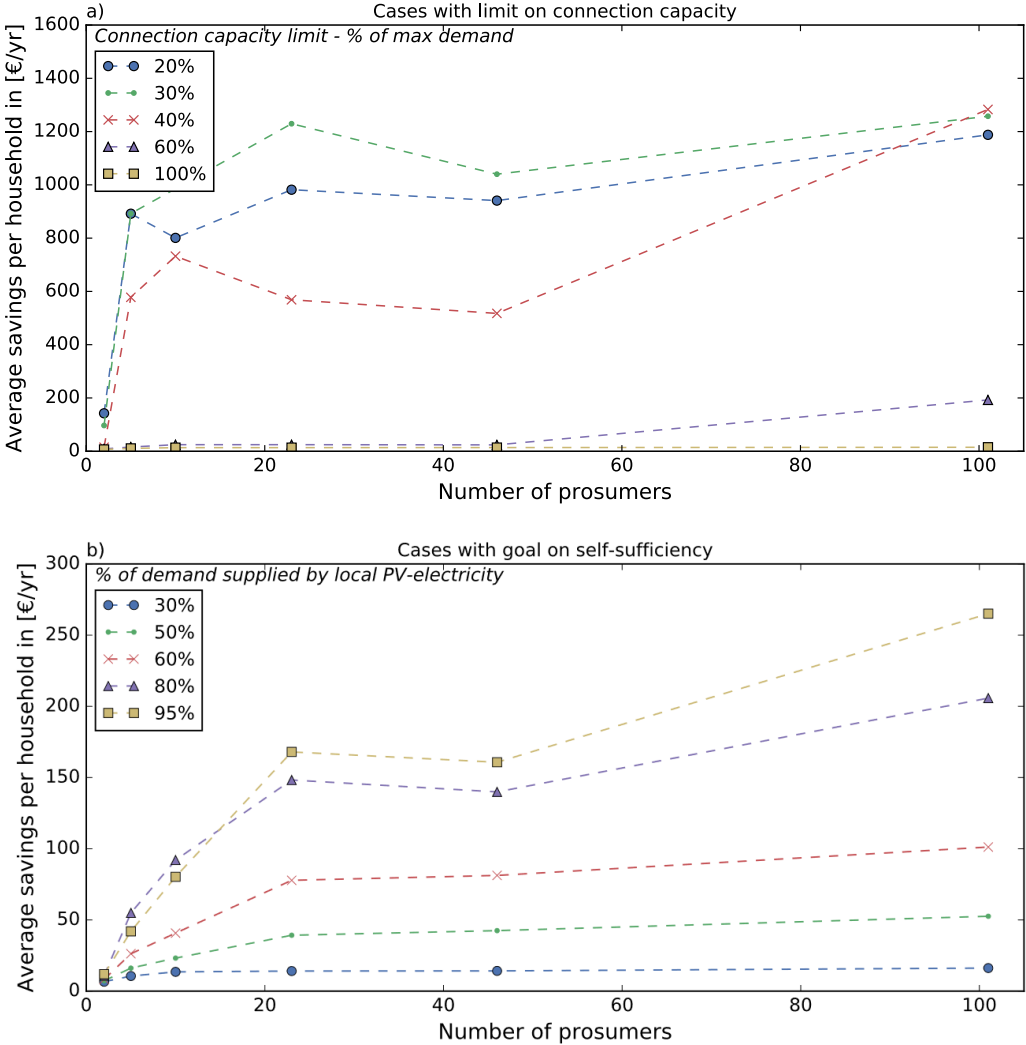 a)
Cases with limit on connection capacity
Connection capacity limit - % of max demand
20%
30%
40%
60%
100%
Average savings per household in [€/yr]
1600
1400
1200
1000
800
600
400
200
0
0 20 40 60 80 100
Number of prosumers
b)
Cases with goal on self-sufficiency
% of demand supplied by local PV-electricity
30%
50%
60%
80%
95%
Average savings per household in [€/yr]
300
250
200
150
100
50
0
0 20 40 60 80 100
Number of prosumers